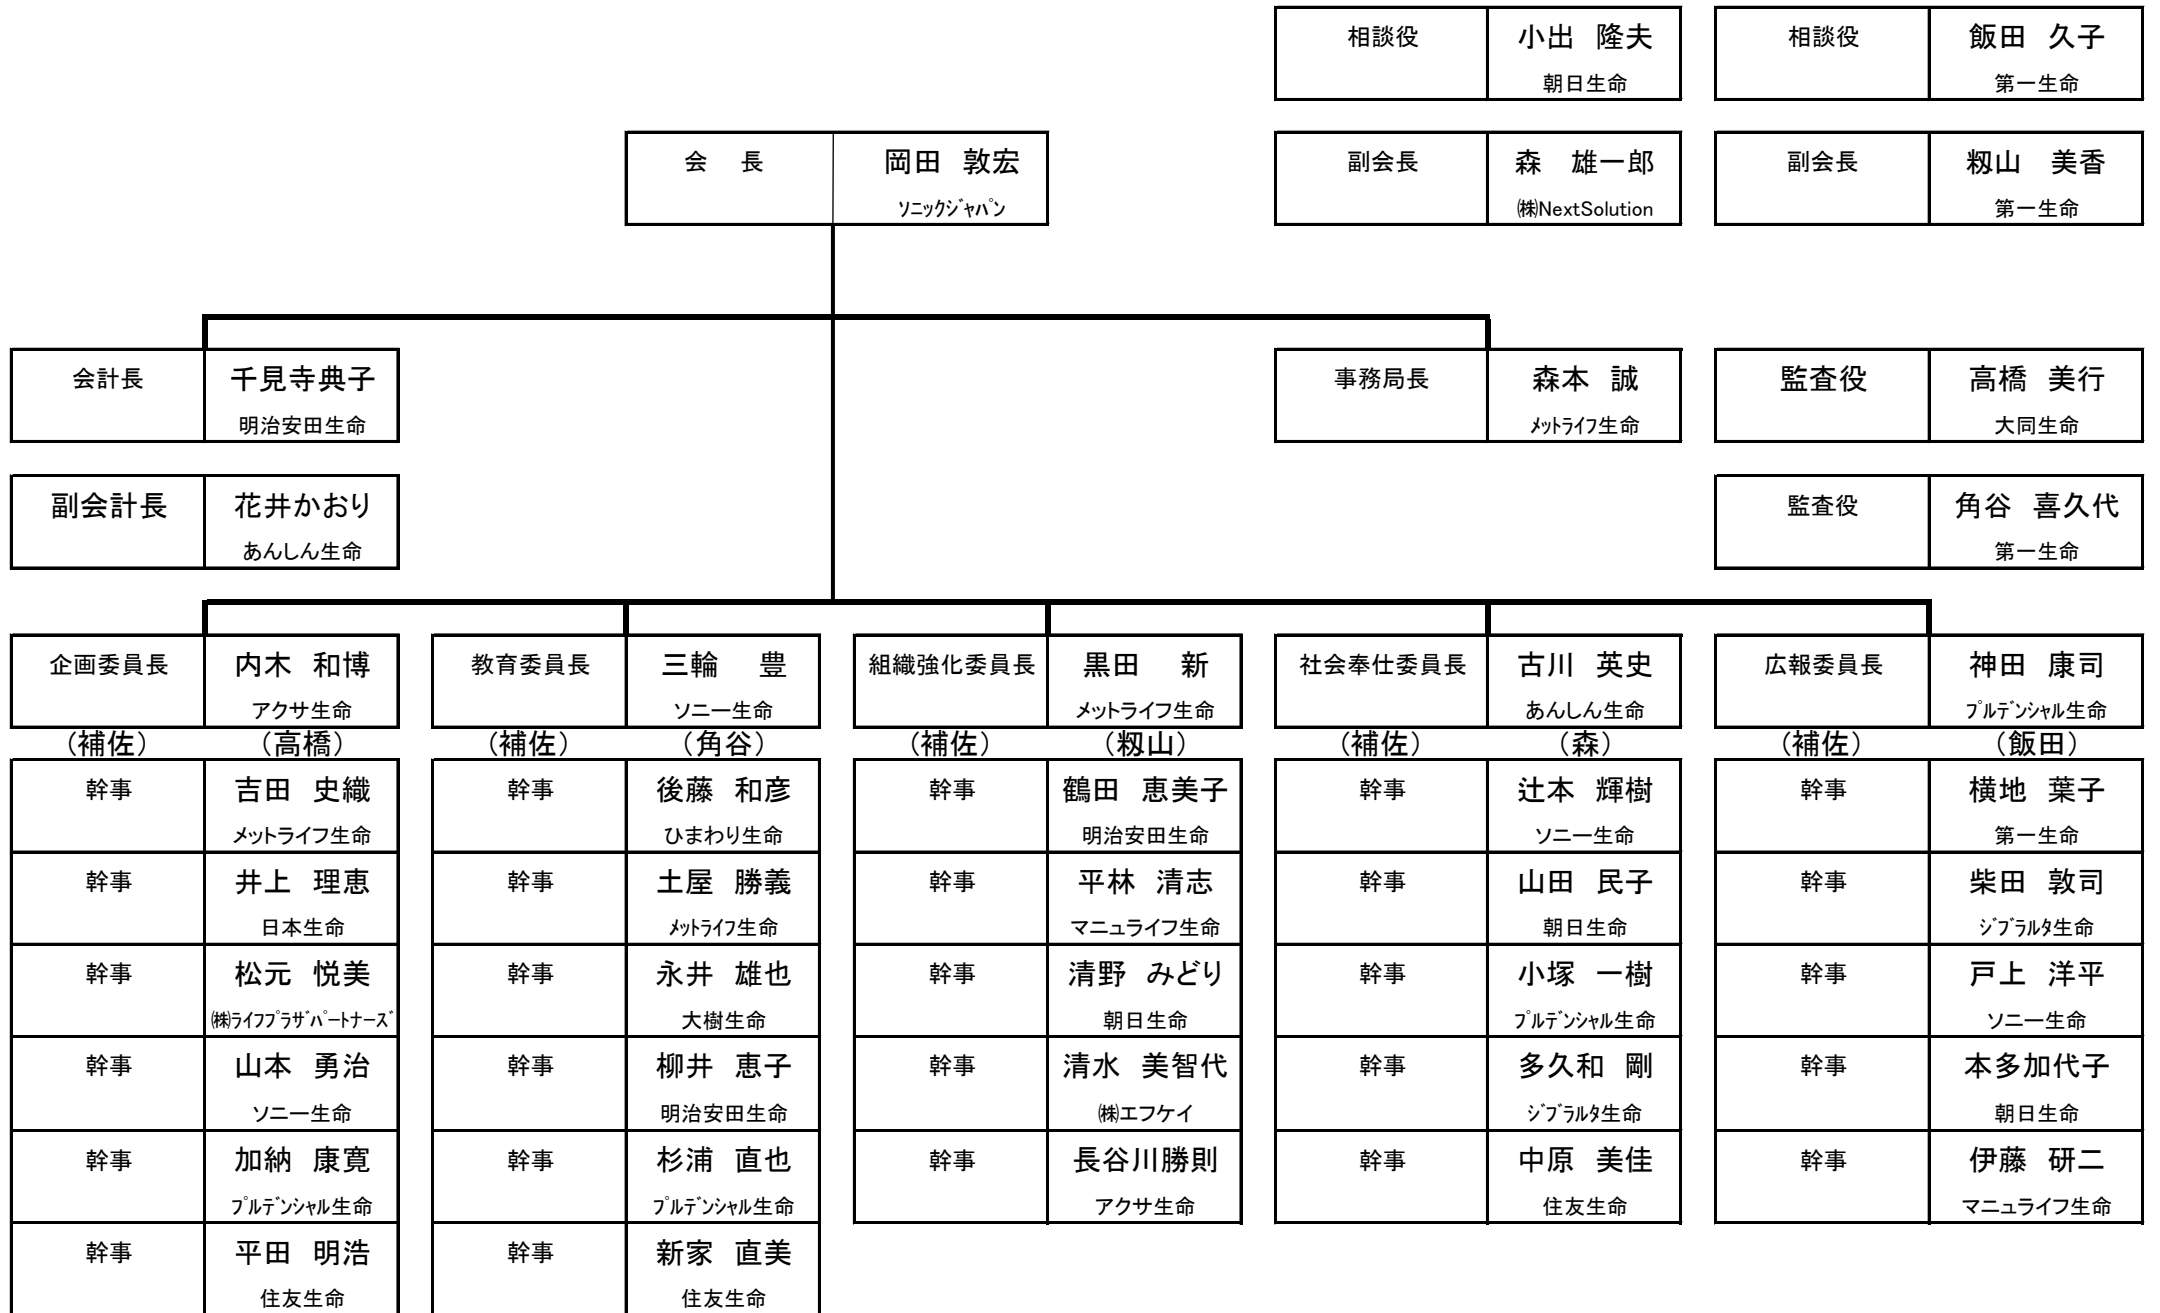 相談役 小出 隆夫 相談役 飯田 久子
朝日生命 第一生命
会 長 岡田 敦宏 副会長 森 雄一郎 副会長 籾山 美香
ｿﾆｯｸｼﾞｬﾊﾟﾝ ㈱NextSolution 第一生命
会計長 千見寺典子 事務局長 森本 誠 監査役 高橋 美行
明治安田生命 ﾒｯﾄﾗｲﾌ生命 大同生命
副会計長 花井かおり 監査役 角谷 喜久代
あんしん生命 第一生命
企画委員長 内木 和博 教育委員長 三輪 豊 組織強化委員長 黒田 新 社会奉仕委員長 古川 英史 広報委員長 神田 康司
アクサ生命 ソニー生命 メットライフ生命 あんしん生命 ﾌﾟﾙﾃﾞﾝｼｬﾙ生命
（補佐） （高橋） （補佐） （角谷） （補佐） （籾山） （補佐） （森） （補佐） （飯田）
幹事 吉田 史織 幹事 後藤 和彦 幹事 鶴田 恵美子 幹事 辻本 輝樹 幹事 横地 葉子
メットライフ生命 ひまわり生命 明治安田生命 ソニー生命 第一生命
幹事 井上 理恵 幹事 土屋 勝義 幹事 平林 清志 幹事 山田 民子 幹事 柴田 敦司
日本生命 ﾒｯﾄﾗｲﾌ生命 マニュライフ生命 朝日生命 ｼﾞﾌﾞﾗﾙﾀ生命
幹事 松元 悦美 幹事 永井 雄也 幹事 清野 みどり 幹事 小塚 一樹 幹事 戸上 洋平
㈱ﾗｲﾌﾌﾟﾗｻﾞﾊﾟｰﾄﾅｰｽﾞ 大樹生命 朝日生命 ﾌﾟﾙﾃﾞﾝｼｬﾙ生命 ソニー生命
幹事 山本 勇治 幹事 柳井 恵子 幹事 清水 美智代 幹事 多久和 剛 幹事 本多加代子
ソニー生命 明治安田生命 ㈱エフケイ ｼﾞﾌﾞﾗﾙﾀ生命 朝日生命
幹事 加納 康寛 幹事 杉浦 直也 幹事 長谷川勝則 幹事 中原 美佳 幹事 伊藤 研二
ﾌﾟﾙﾃﾞﾝｼｬﾙ生命 ﾌﾟﾙﾃﾞﾝｼｬﾙ生命 アクサ生命 住友生命 マニュライフ生命
幹事 平田 明浩 幹事 新家 直美
住友生命 住友生命